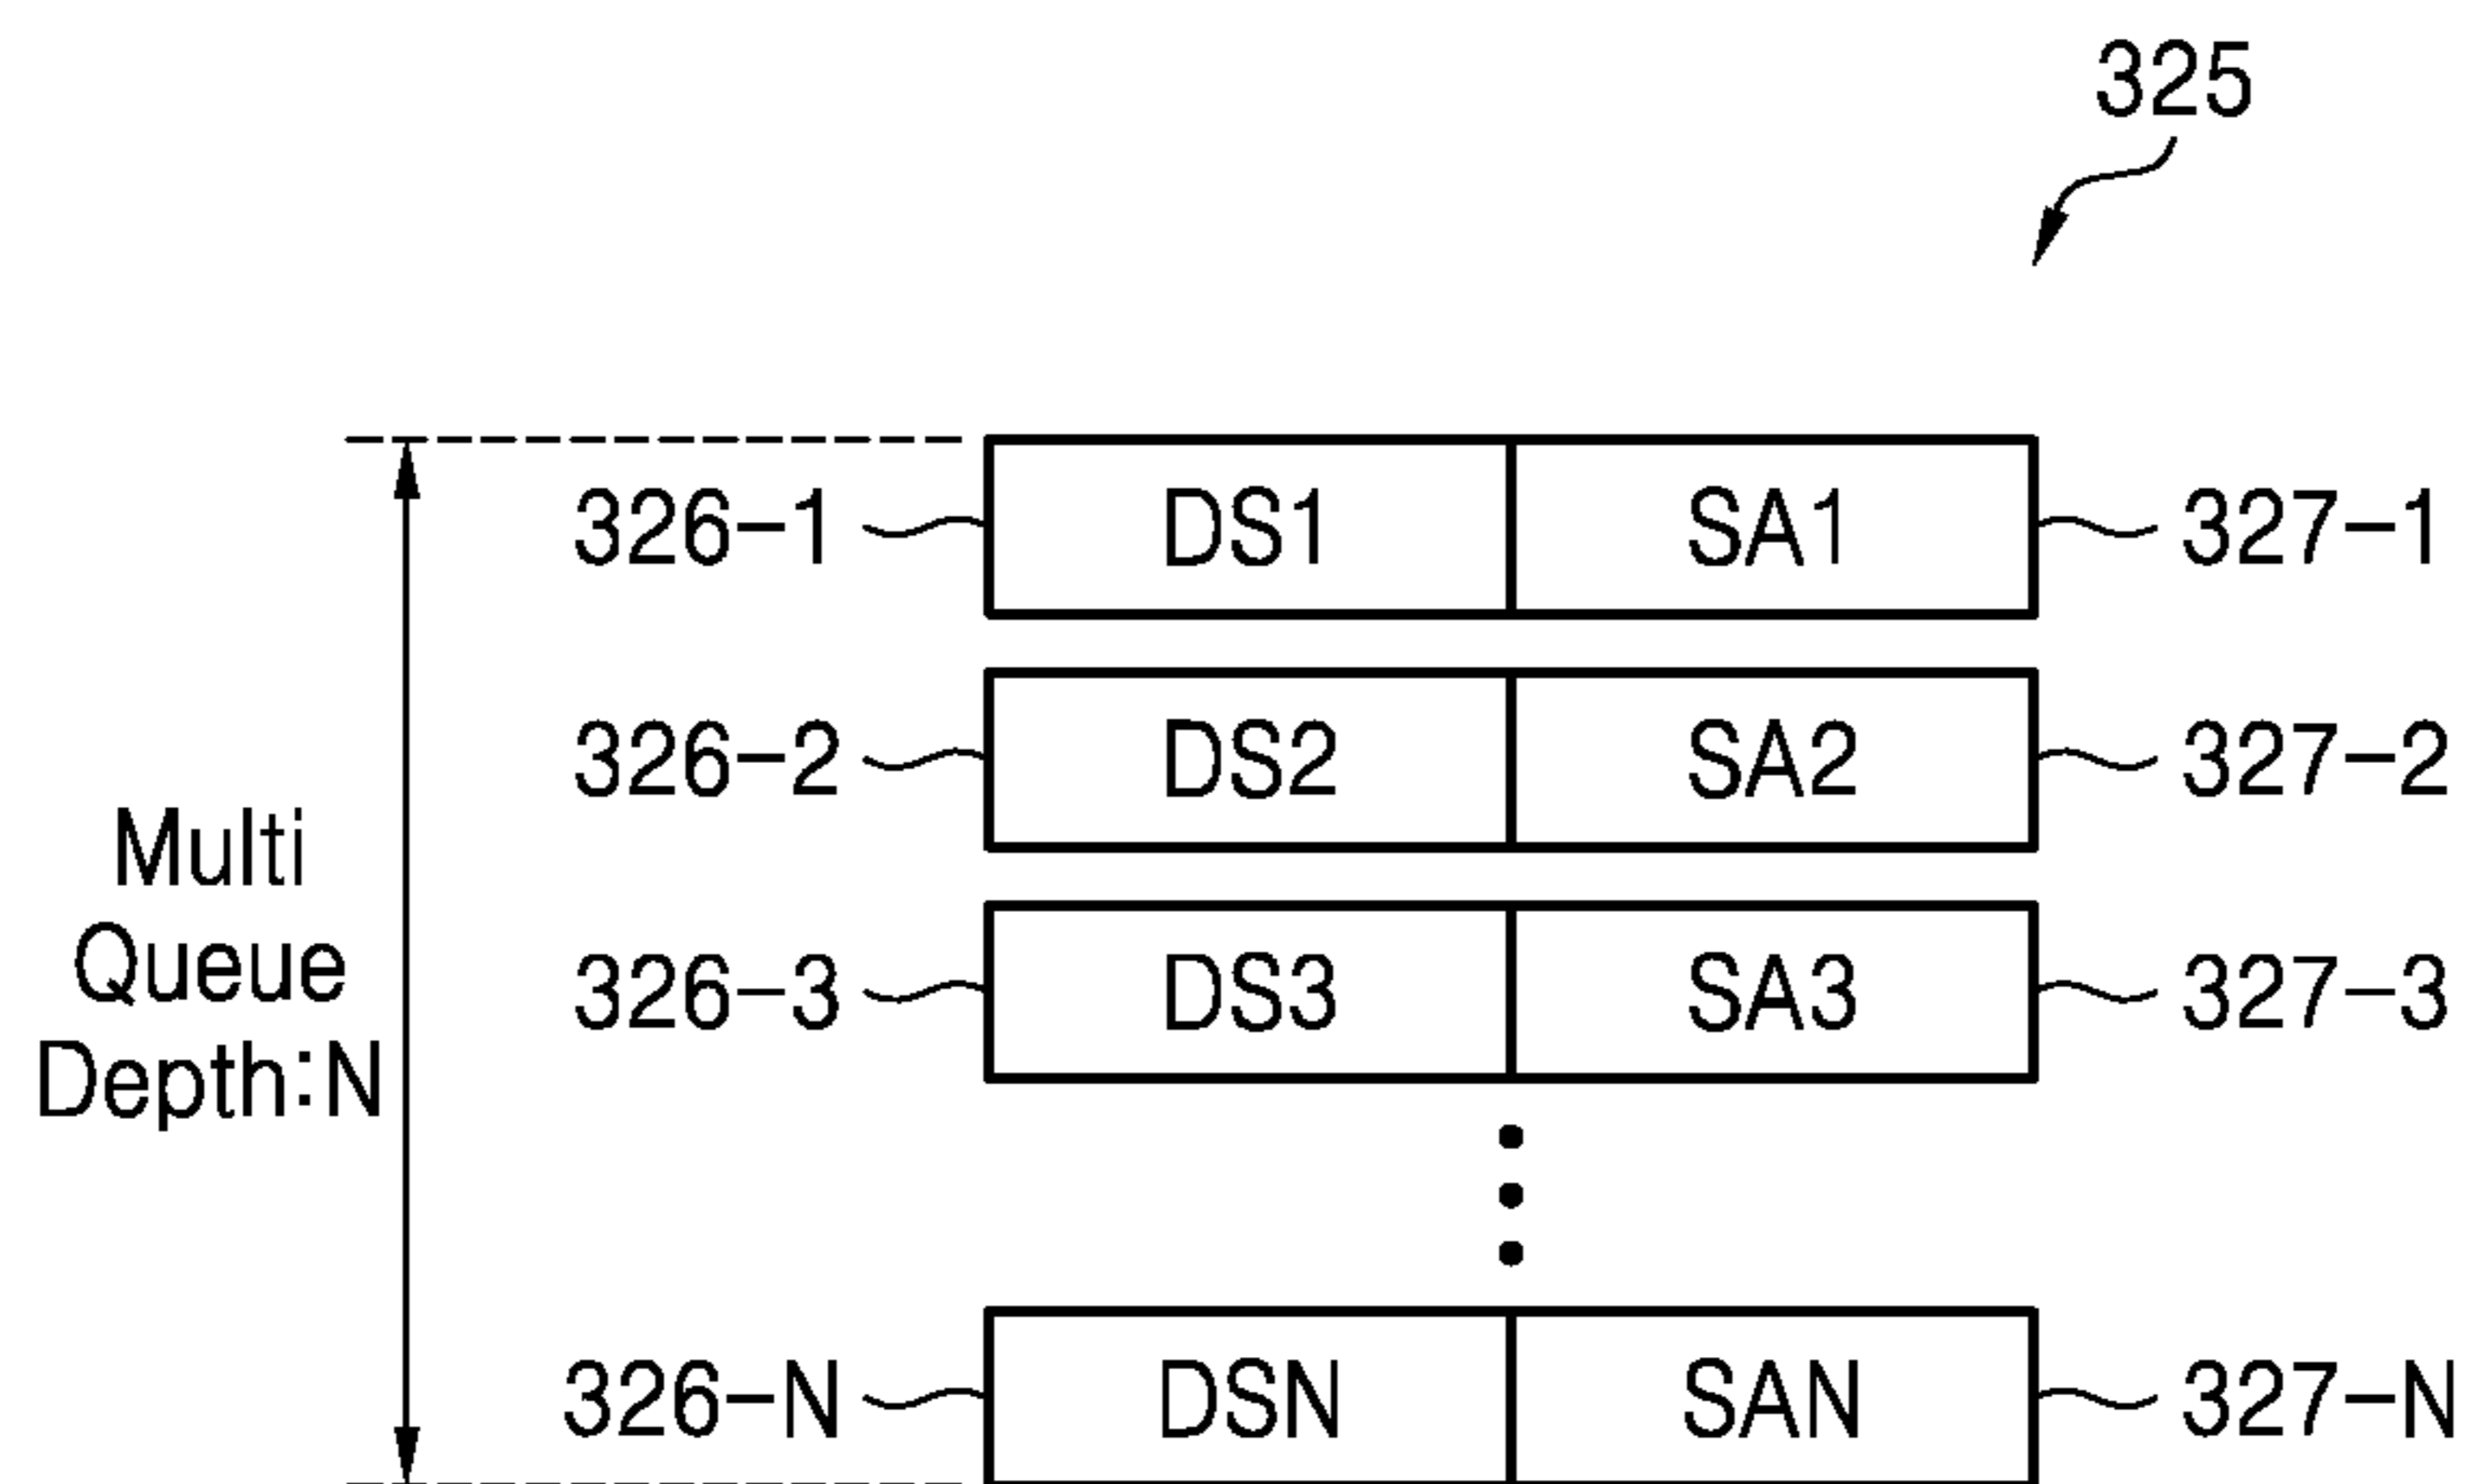 325
326-1 DS1 SA1 327-1
326-2 DS2 SA2 327-2
Multi
Queue
Depth:N
326-3 DS3 SA3 327-3
326-N DSN SAN 327-N